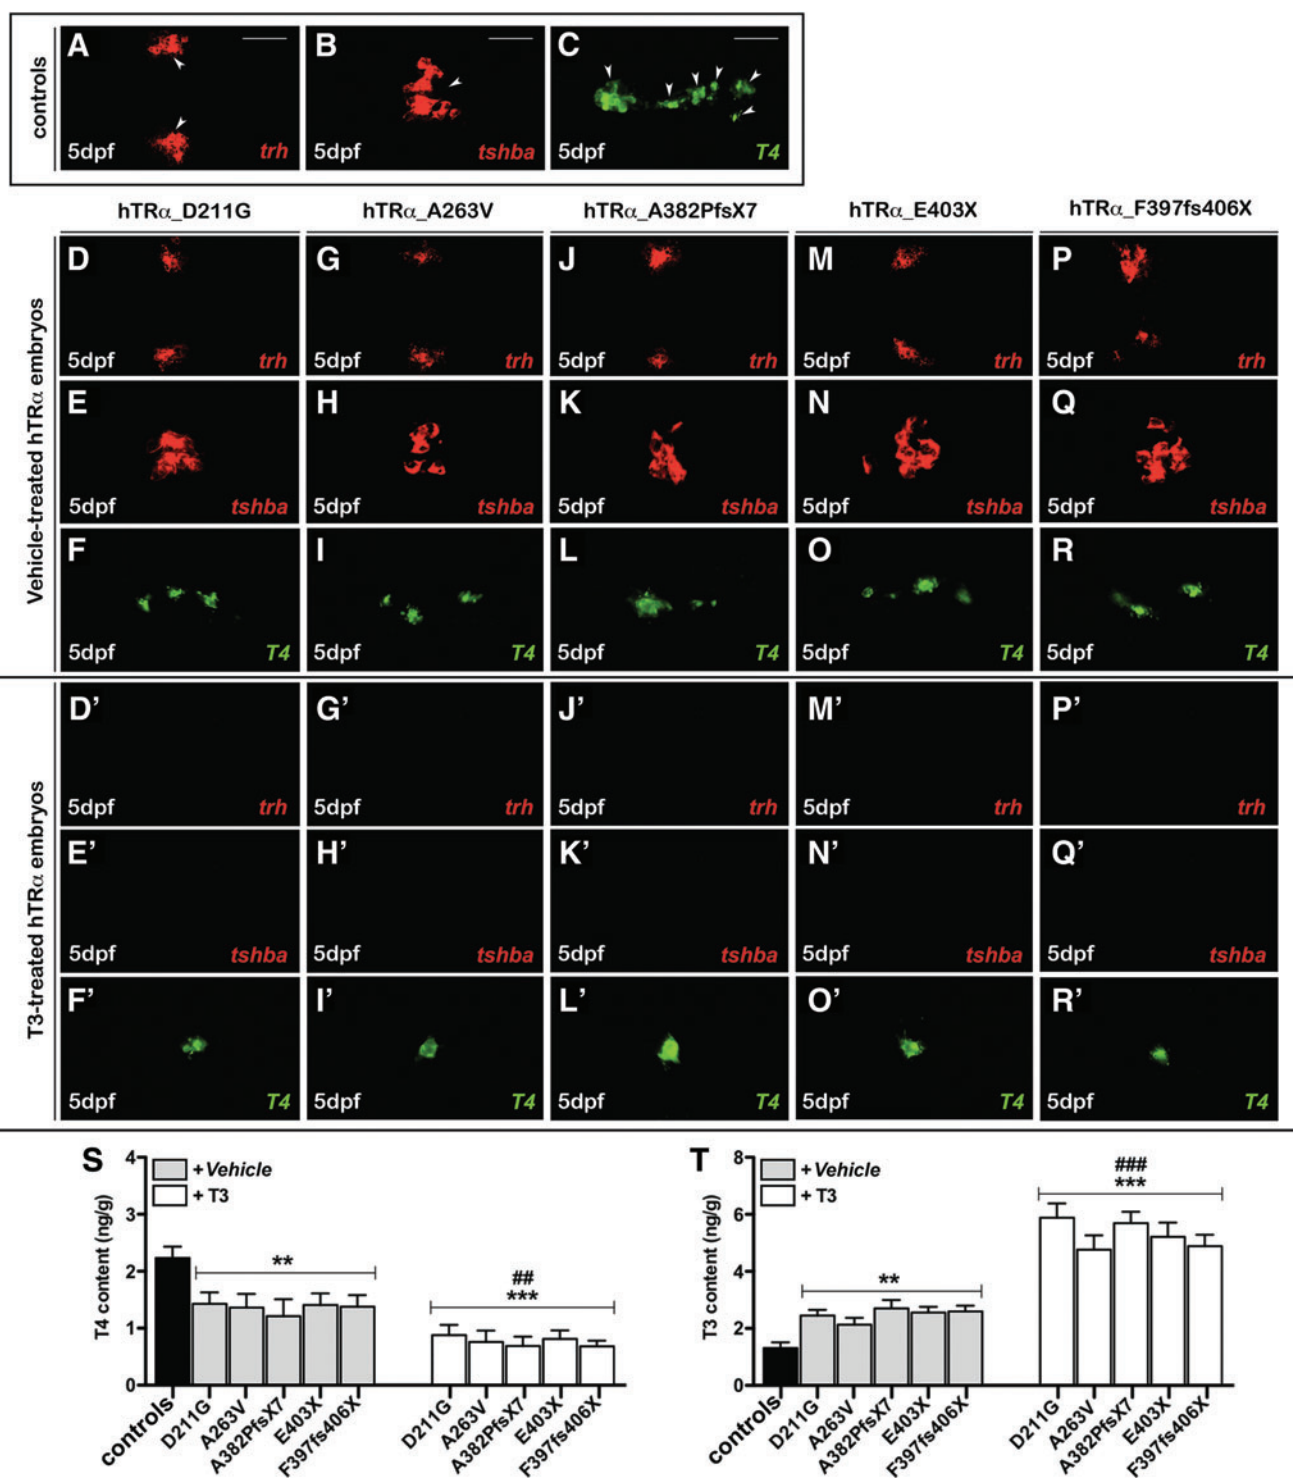 controls
A
5dpf
trh
B
5dpf
tshba
C
5dpf
T4
hTRα_D211G
hTRα_A263V
hTRα_A382PfsX7
hTRα_E403X
hTRα_F397fs406X
Vehicle-treated hTRα embryos
D
5dpf
trh
G
5dpf
trh
J
5dpf
trh
M
5dpf
trh
P
5dpf
trh
E
5dpf
tshba
H
5dpf
tshba
K
5dpf
tshba
N
5dpf
tshba
Q
5dpf
tshba
F
5dpf
T4
I
5dpf
T4
L
5dpf
T4
O
5dpf
T4
R
5dpf
T4
T3-treated hTRα embryos
D’
5dpf
trh
G’
5dpf
trh
J’
5dpf
trh
M’
5dpf
trh
P’
5dpf
trh
E’
5dpf
tshba
H’
5dpf
tshba
K’
5dpf
tshba
N’
5dpf
tshba
Q’
5dpf
tshba
F’
5dpf
T4
I’
5dpf
T4
L’
5dpf
T4
O’
5dpf
T4
R’
5dpf
T4
S
T4 content (ng/g)
4
3
2
1
0
+Vehicle
+ T3
**
##
***
controls
D211G
A263V
A382PfsX7
E403X
F397fs406X
D211G
A263V
A382PfsX7
E403X
F397fs406X
T
T3 content (ng/g)
8
6
4
2
0
+Vehicle
+ T3
**
###
***
controls
D211G
A263V
A382PfsX7
E403X
F397fs406X
D211G
A263V
A382PfsX7
E403X
F397fs406X